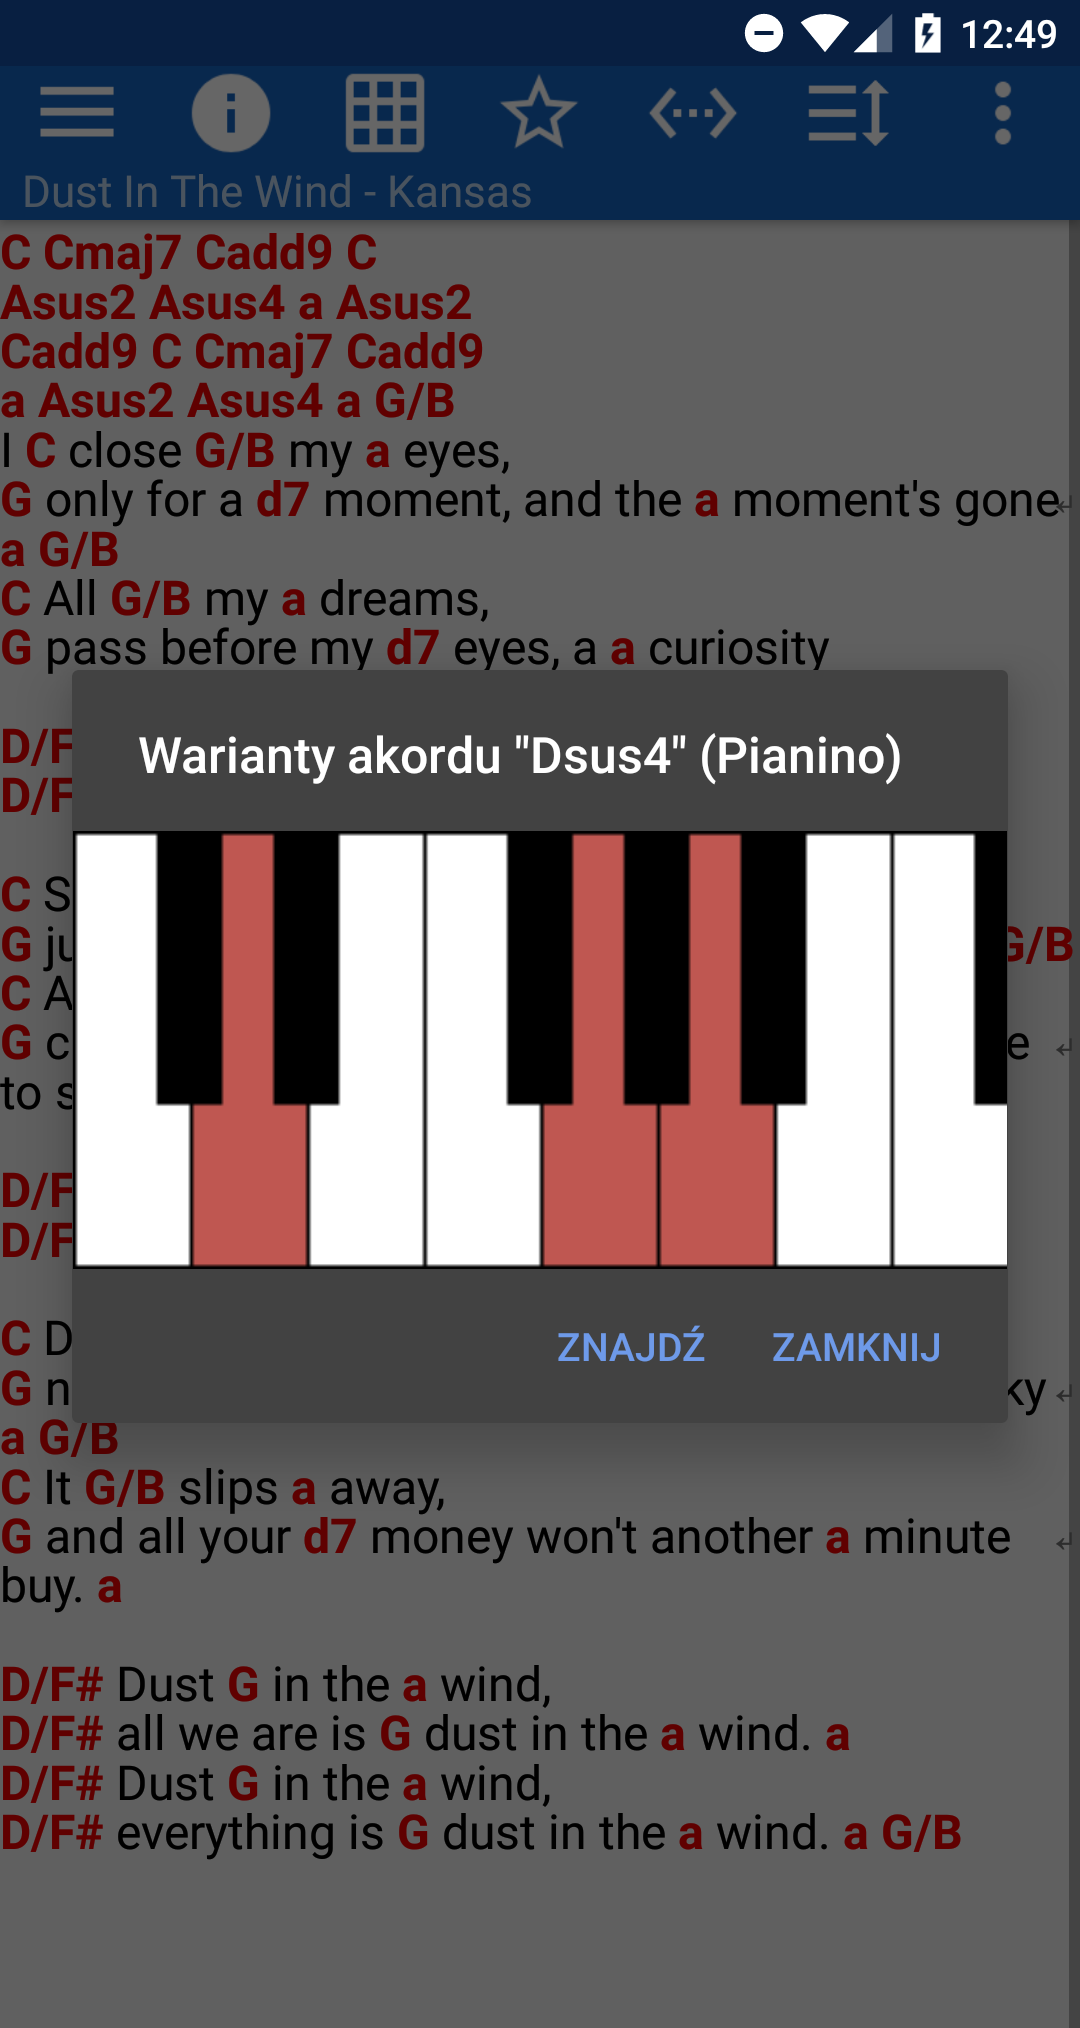 12:49
Dust In The Wind - Kansas
C Cmaj7 Cadd9 C
Asus2 Asus4 a Asus2
Cadd9 C Cmaj7 Cadd9
a Asus2 Asus4 a G/B
I C close G/B my a eyes,
G only for a d7 moment, and the a moment's gone
a G/B
C All G/B my a dreams,
G pass before my d7 eyes, a a curiosity
D/F
D/F
Warianty akordu "Dsus4" (Pianino)
C S
G ju G/B
C A
G c e
to s
D/F
D/F
ZNAJDŹ ZAMKNIJ
C D
G n ky
a G/B
C It G/B slips a away,
G and all your d7 money won't another a minute
buy. a
D/F# Dust G in the a wind,
D/F# all we are is G dust in the a wind. a
D/F# Dust G in the a wind,
D/F# everything is G dust in the a wind. a G/B